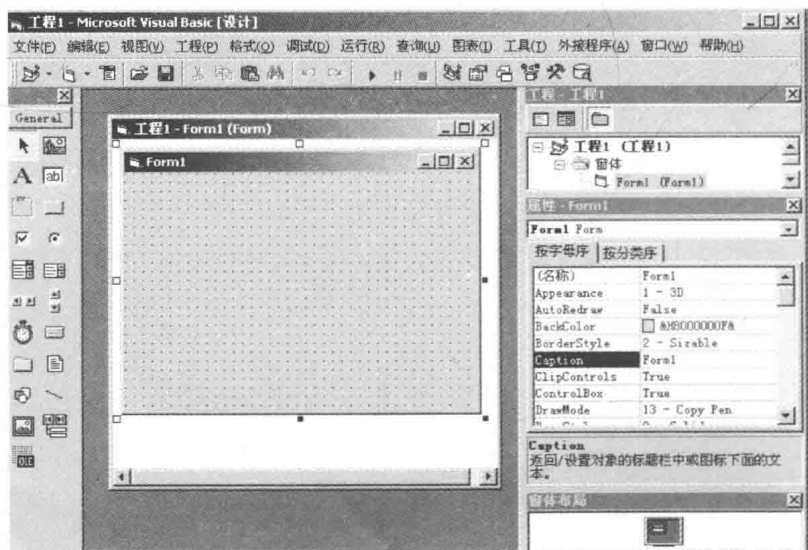 工程1 - Microsoft Visual Basic [设计]
文件(F) 编辑(E) 视图(V) 工程(P) 格式(O) 调试(D) 运行(R) 查询(U) 图表(I) 工具(T) 外接程序(A) 窗口(W) 帮助(H)
General
A ab
OLE
工程1 - Form1 (Form)
Form1
工程 - 工程1
工程1 (工程1)
窗体
Form1 (Form1)
属性 - Form1
Form1 Form
按字母序 按分类序
(名称) Form1
Appearance 1 - 3D
AutoRedraw False
BackColor &H8000000F&
BorderStyle 2 - Sizable
Caption Form1
ClipControls True
ControlBox True
DrawMode 13 - Copy Pen
Caption
返回/设置对象的标题栏中或图标下面的文
本。
窗体布局